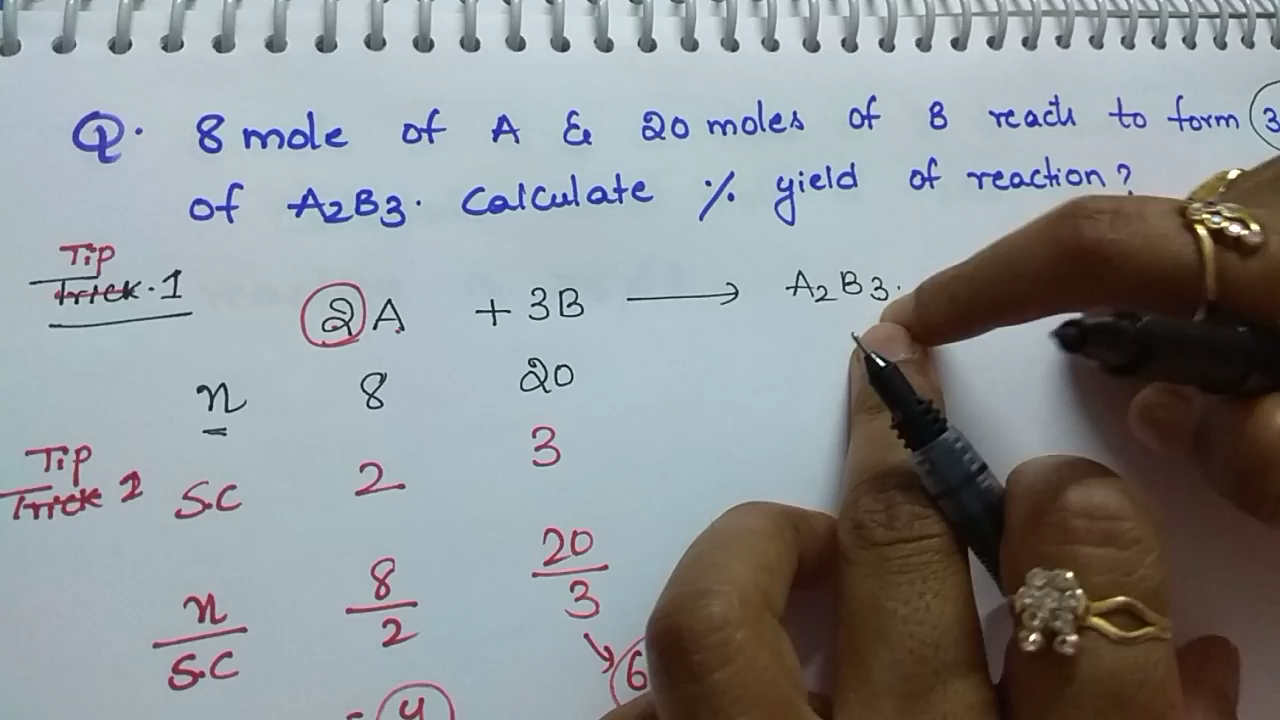 Q. 8 mole of A & 20 moles of B react to form 3
of A2B3. Calculate % yield of reaction?
Tip
Trick.1
2A + 3B → A2B3.
n 8 20
Tip
Trick 2 S.C 2 3
n/S.C 8/2 20/3
= 4 6